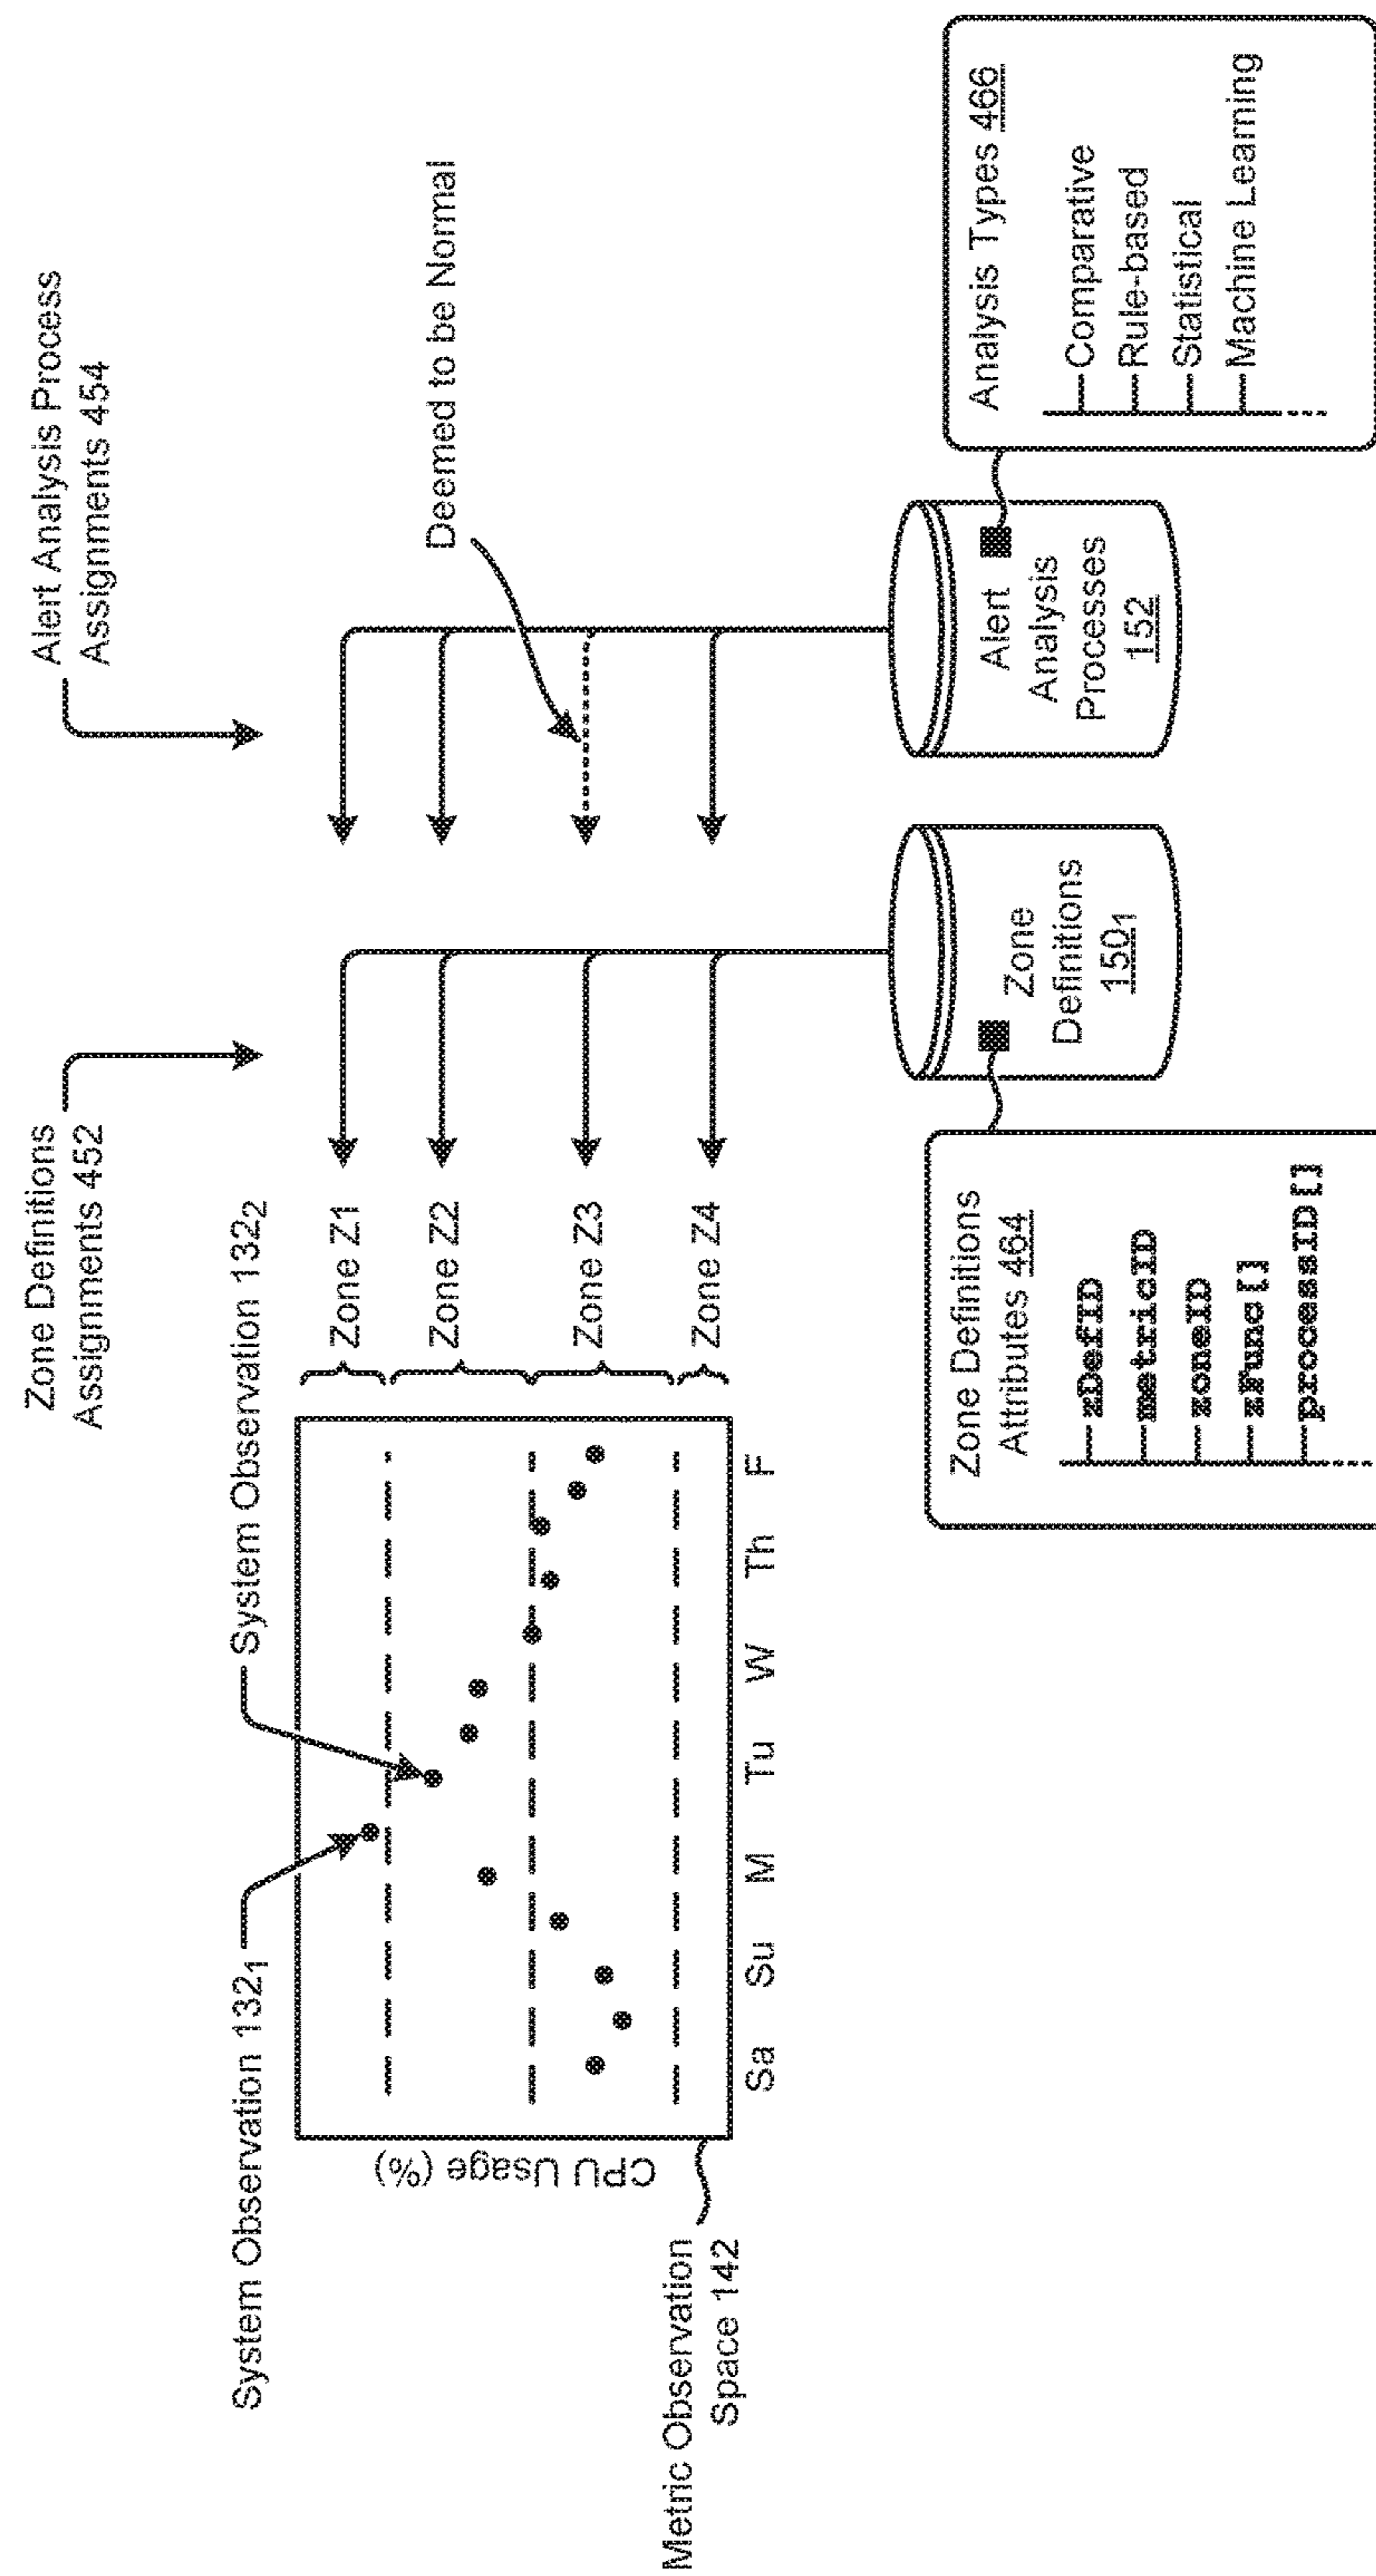 Zone Definitions
Assignments 452
Alert Analysis Process
Assignments 454
System Observation 132₁
System Observation 132₂
Deemed to be Normal
CPU Usage (%)
Zone Z1
Zone Z2
Zone Z3
Zone Z4
Metric Observation
Space 142
Sa Su M Tu W Th F
Zone Definitions
Attributes 464
zDefID
metricID
zoneID
zFunc[]
processID[]
Zone
Definitions
150₁
Alert
Analysis
Processes
152
Analysis Types 466
Comparative
Rule-based
Statistical
Machine Learning